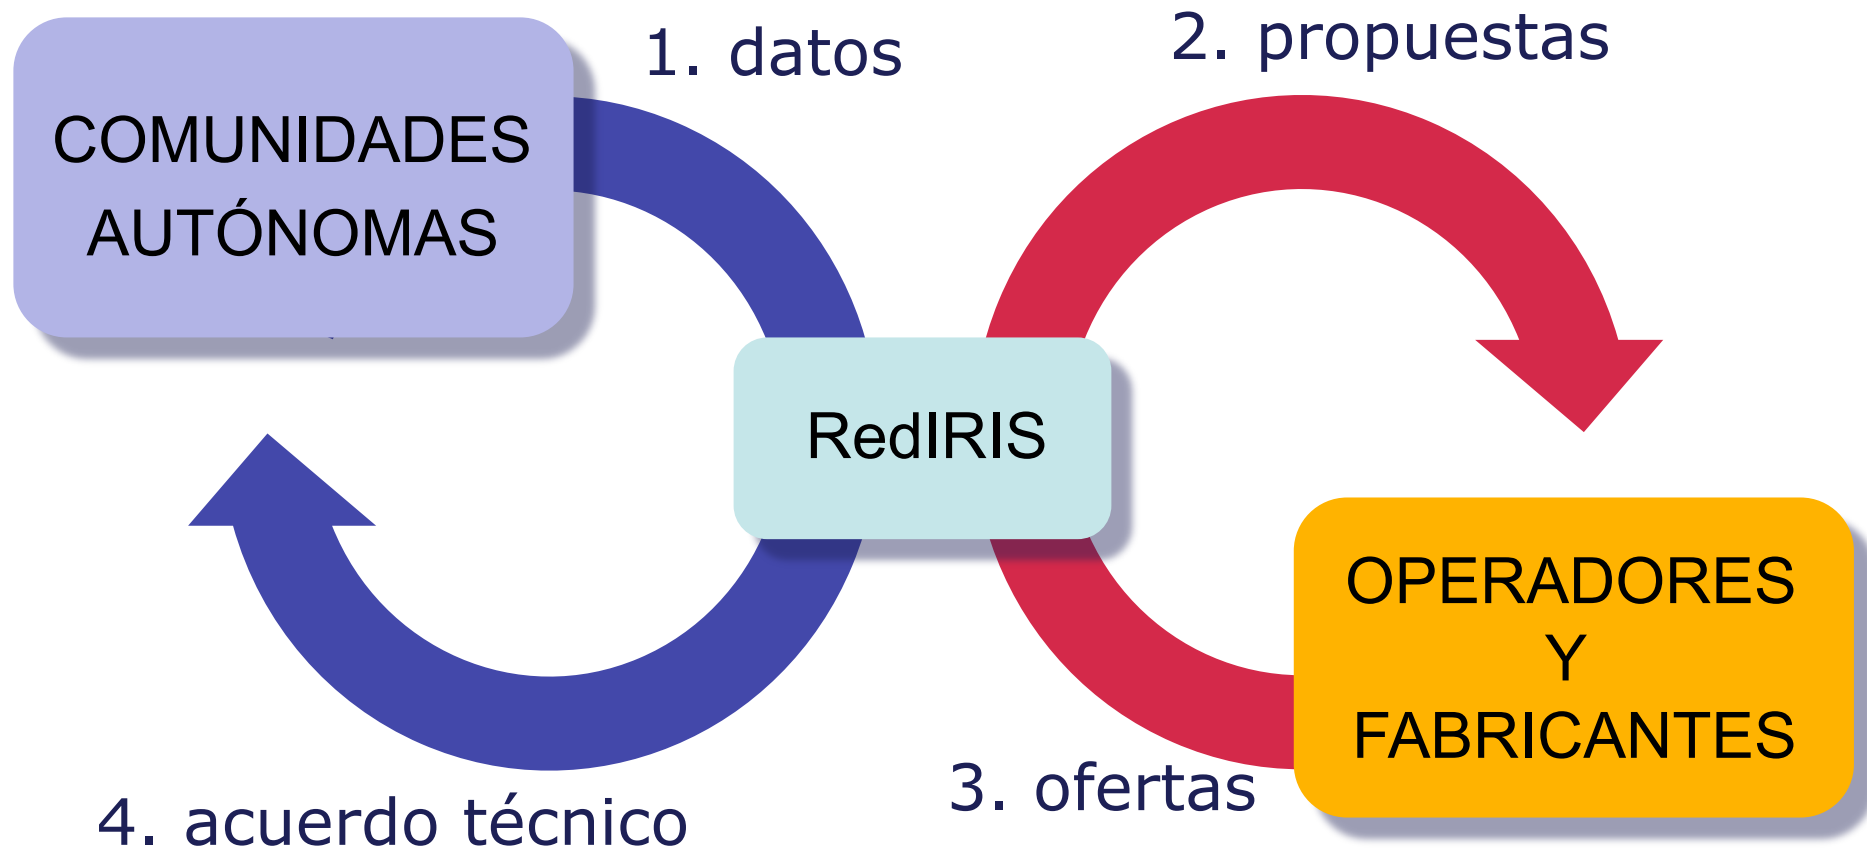 1. datos
2. propuestas
COMUNIDADES
AUTÓNOMAS
RedIRIS
OPERADORES
Y
FABRICANTES
3. ofertas
4. acuerdo técnico